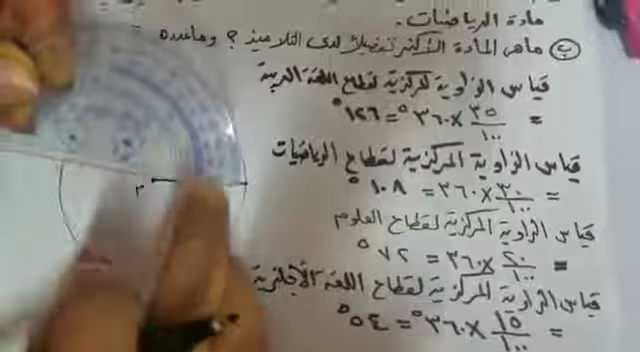 مادة الرياضيات.
ب ماهي المادة الأكثر تفضيلاً لدى التلاميذ ؟ وما عدده
قياس الزاوية المركزية لقطاع اللغة العربية
= ٣٥/١٠٠ × ٣٦٠° = ١٢٦°
قياس الزاوية المركزية لقطاع الرياضيات
= ٣٠/١٠٠ × ٣٦٠ = ١٠٨°
قياس الزاوية المركزية لقطاع العلوم
= ٢٠/١٠٠ × ٣٦٠ = ٧٢°
قياس الزاوية المركزية لقطاع اللغة الأنجليزية
= ١٥/١٠٠ × ٣٦٠° = ٥٤°
م